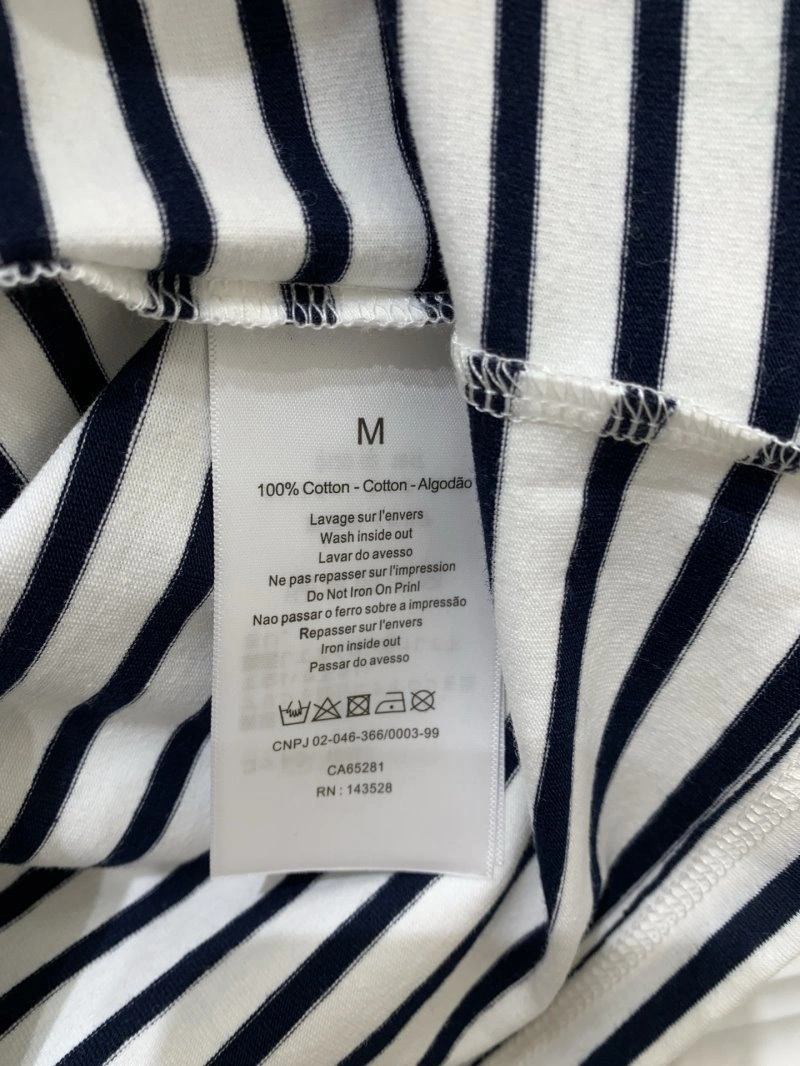 M
100% Cotton - Cotton - Algodão
Lavage sur l'envers
Wash inside out
Lavar do avesso
Ne pas repasser sur l'impression
Do Not Iron On Prinl
Nao passar o ferro sobre a impressão
Repasser sur l'envers
Iron inside out
Passar do avesso
CNPJ 02-046-366/0003-99
CA65281
RN : 143528